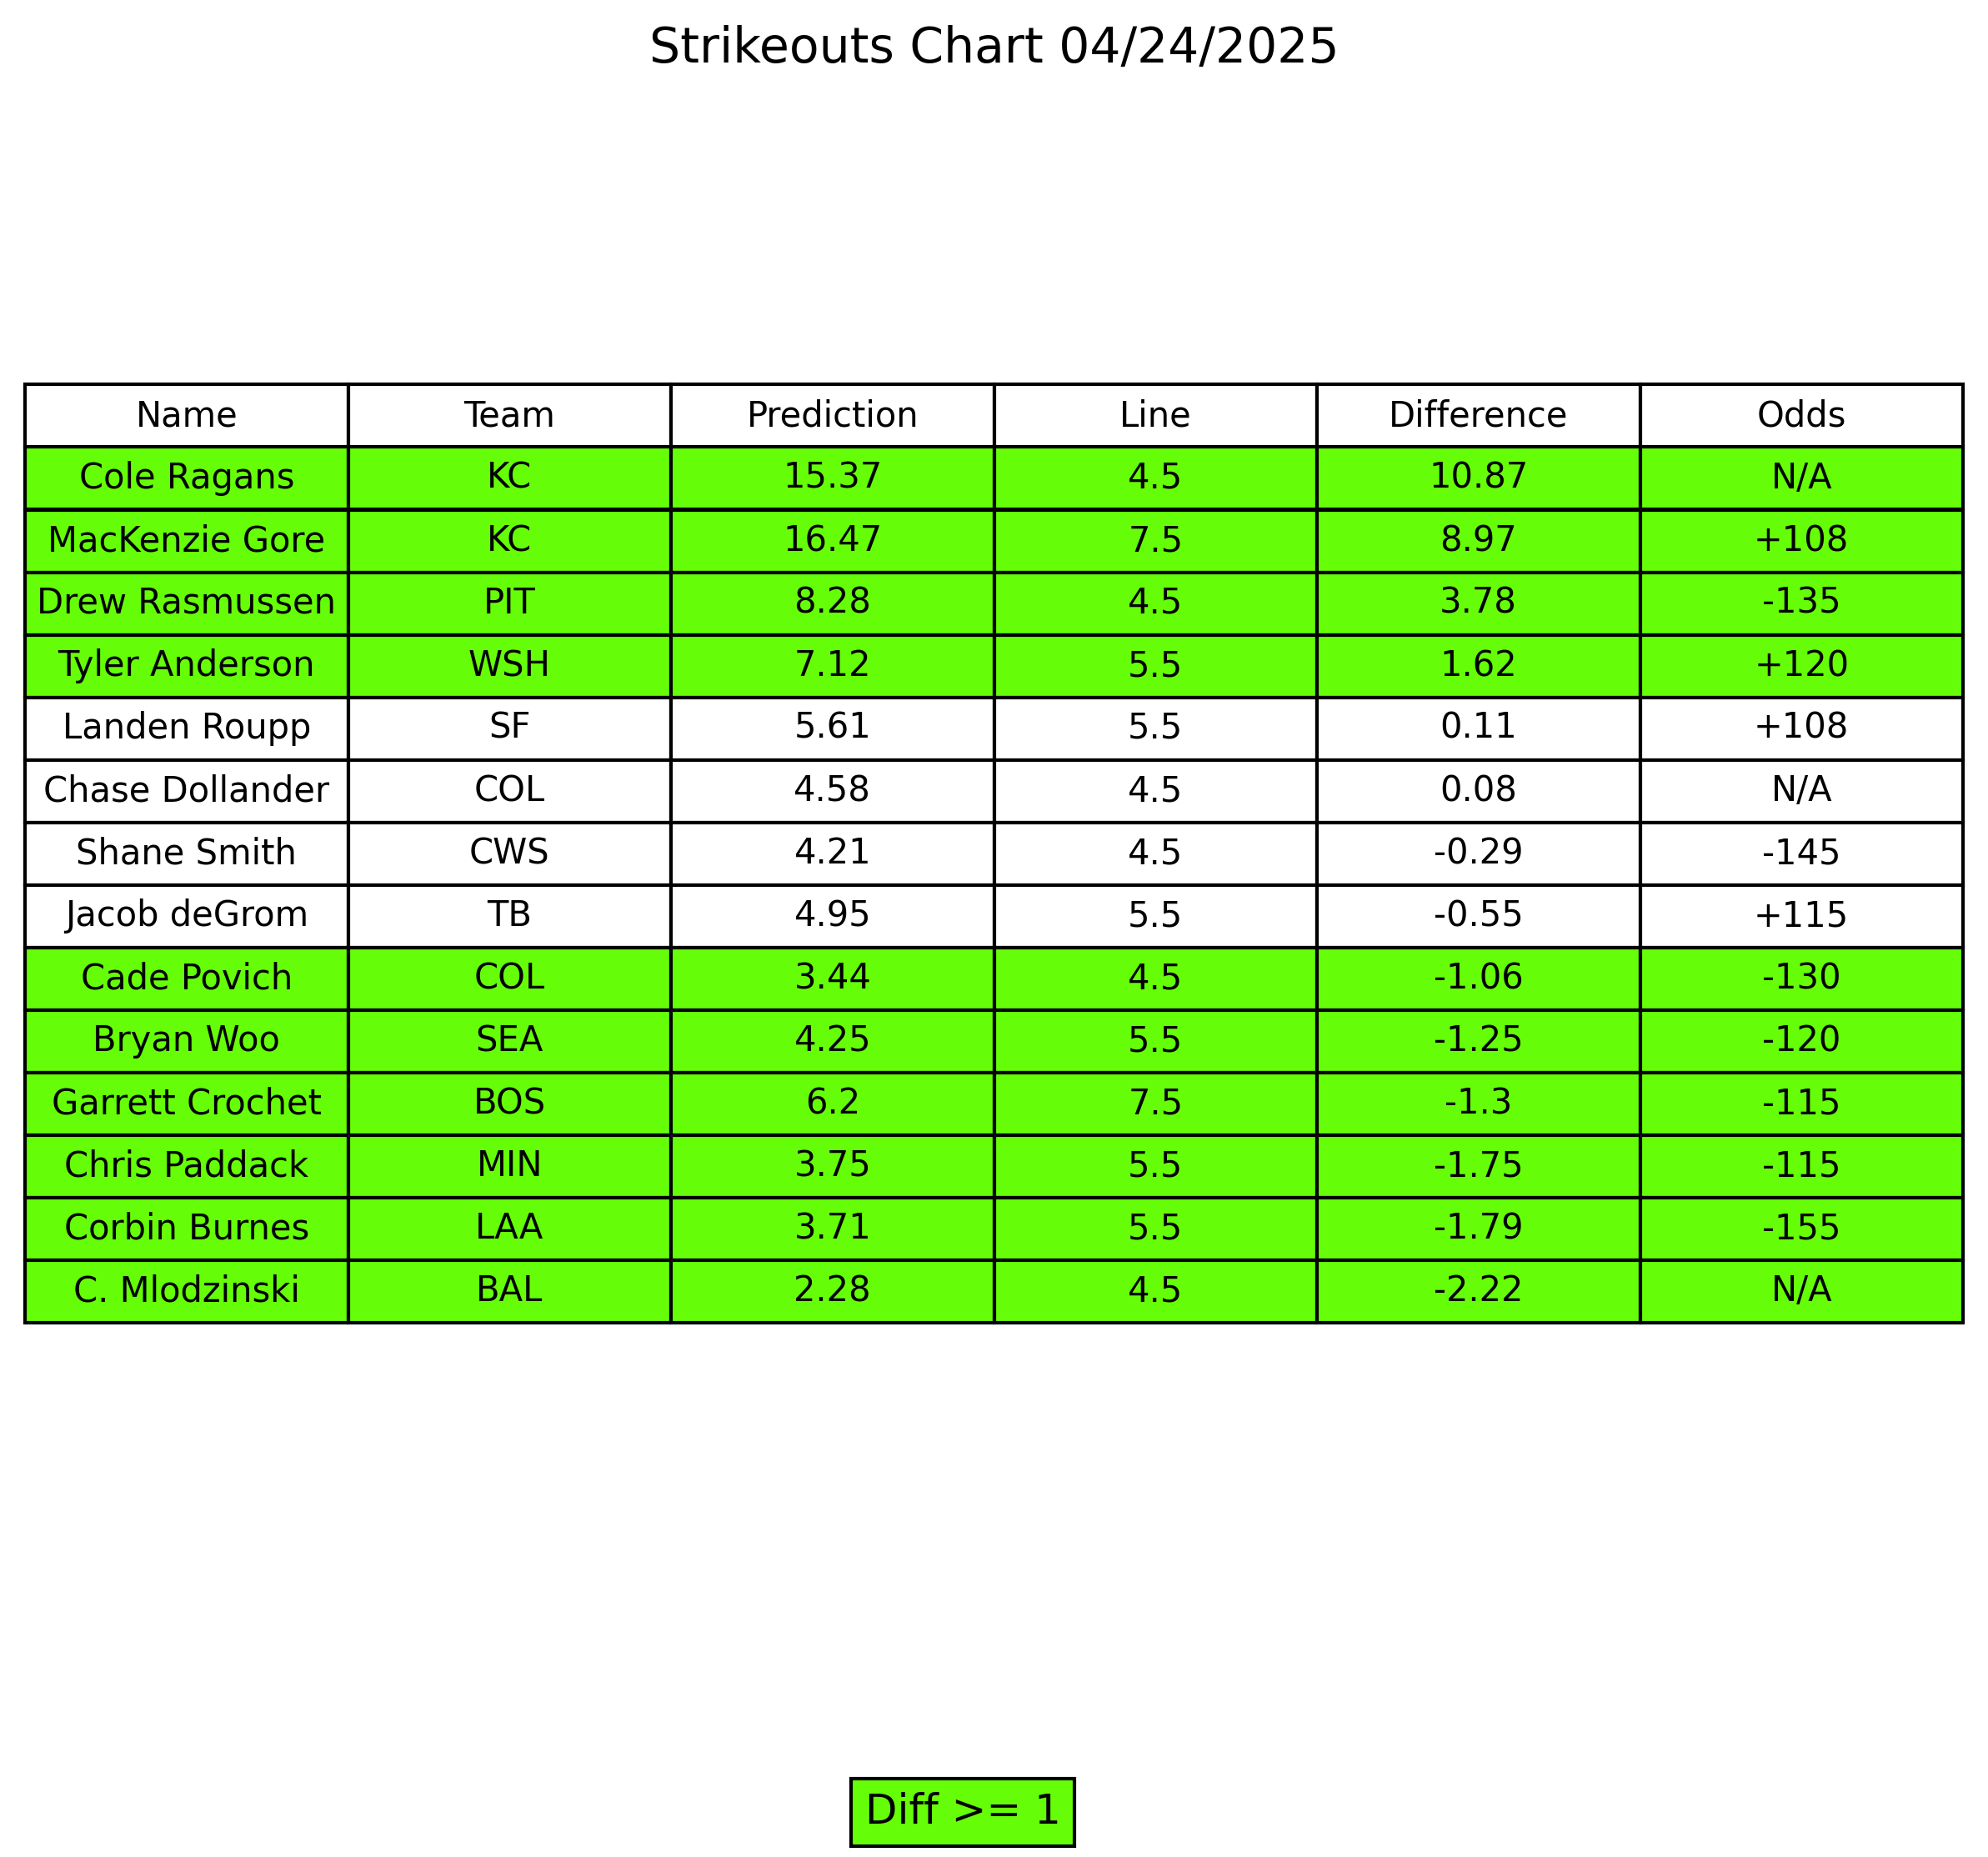 Strikeouts Chart 04/24/2025
Name Team Prediction Line Difference Odds
Cole Ragans KC 15.37 4.5 10.87 N/A
MacKenzie Gore KC 16.47 7.5 8.97 +108
Drew Rasmussen PIT 8.28 4.5 3.78 -135
Tyler Anderson WSH 7.12 5.5 1.62 +120
Landen Roupp SF 5.61 5.5 0.11 +108
Chase Dollander COL 4.58 4.5 0.08 N/A
Shane Smith CWS 4.21 4.5 -0.29 -145
Jacob deGrom TB 4.95 5.5 -0.55 +115
Cade Povich COL 3.44 4.5 -1.06 -130
Bryan Woo SEA 4.25 5.5 -1.25 -120
Garrett Crochet BOS 6.2 7.5 -1.3 -115
Chris Paddack MIN 3.75 5.5 -1.75 -115
Corbin Burnes LAA 3.71 5.5 -1.79 -155
C. Mlodzinski BAL 2.28 4.5 -2.22 N/A
Diff >= 1